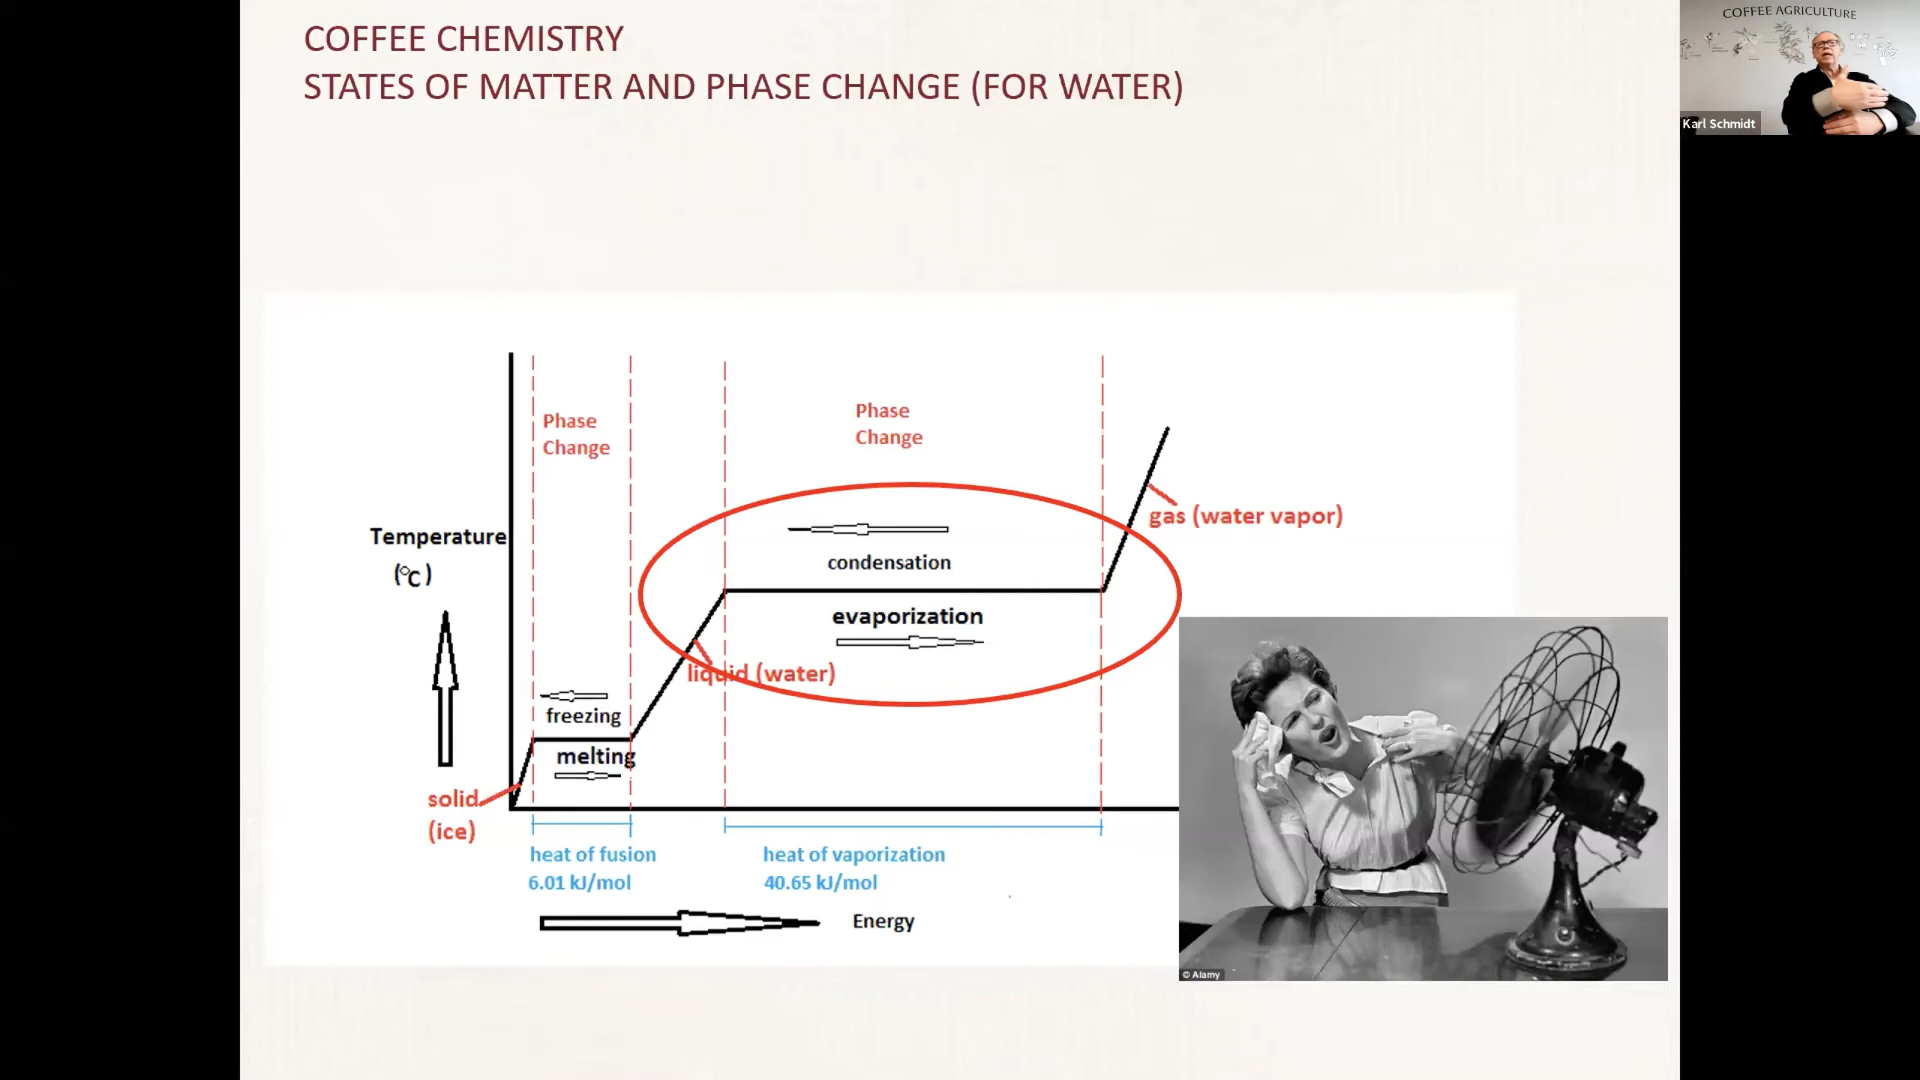 COFFEE CHEMISTRY
STATES OF MATTER AND PHASE CHANGE (FOR WATER)
COFFEE AGRICULTURE
Karl Schmidt
Phase
Change
Phase
Change
Temperature
(°C)
gas (water vapor)
condensation
evaporization
liquid (water)
freezing
melting
solid
(ice)
heat of fusion
6.01 kJ/mol
heat of vaporization
40.65 kJ/mol
Energy
© Alamy